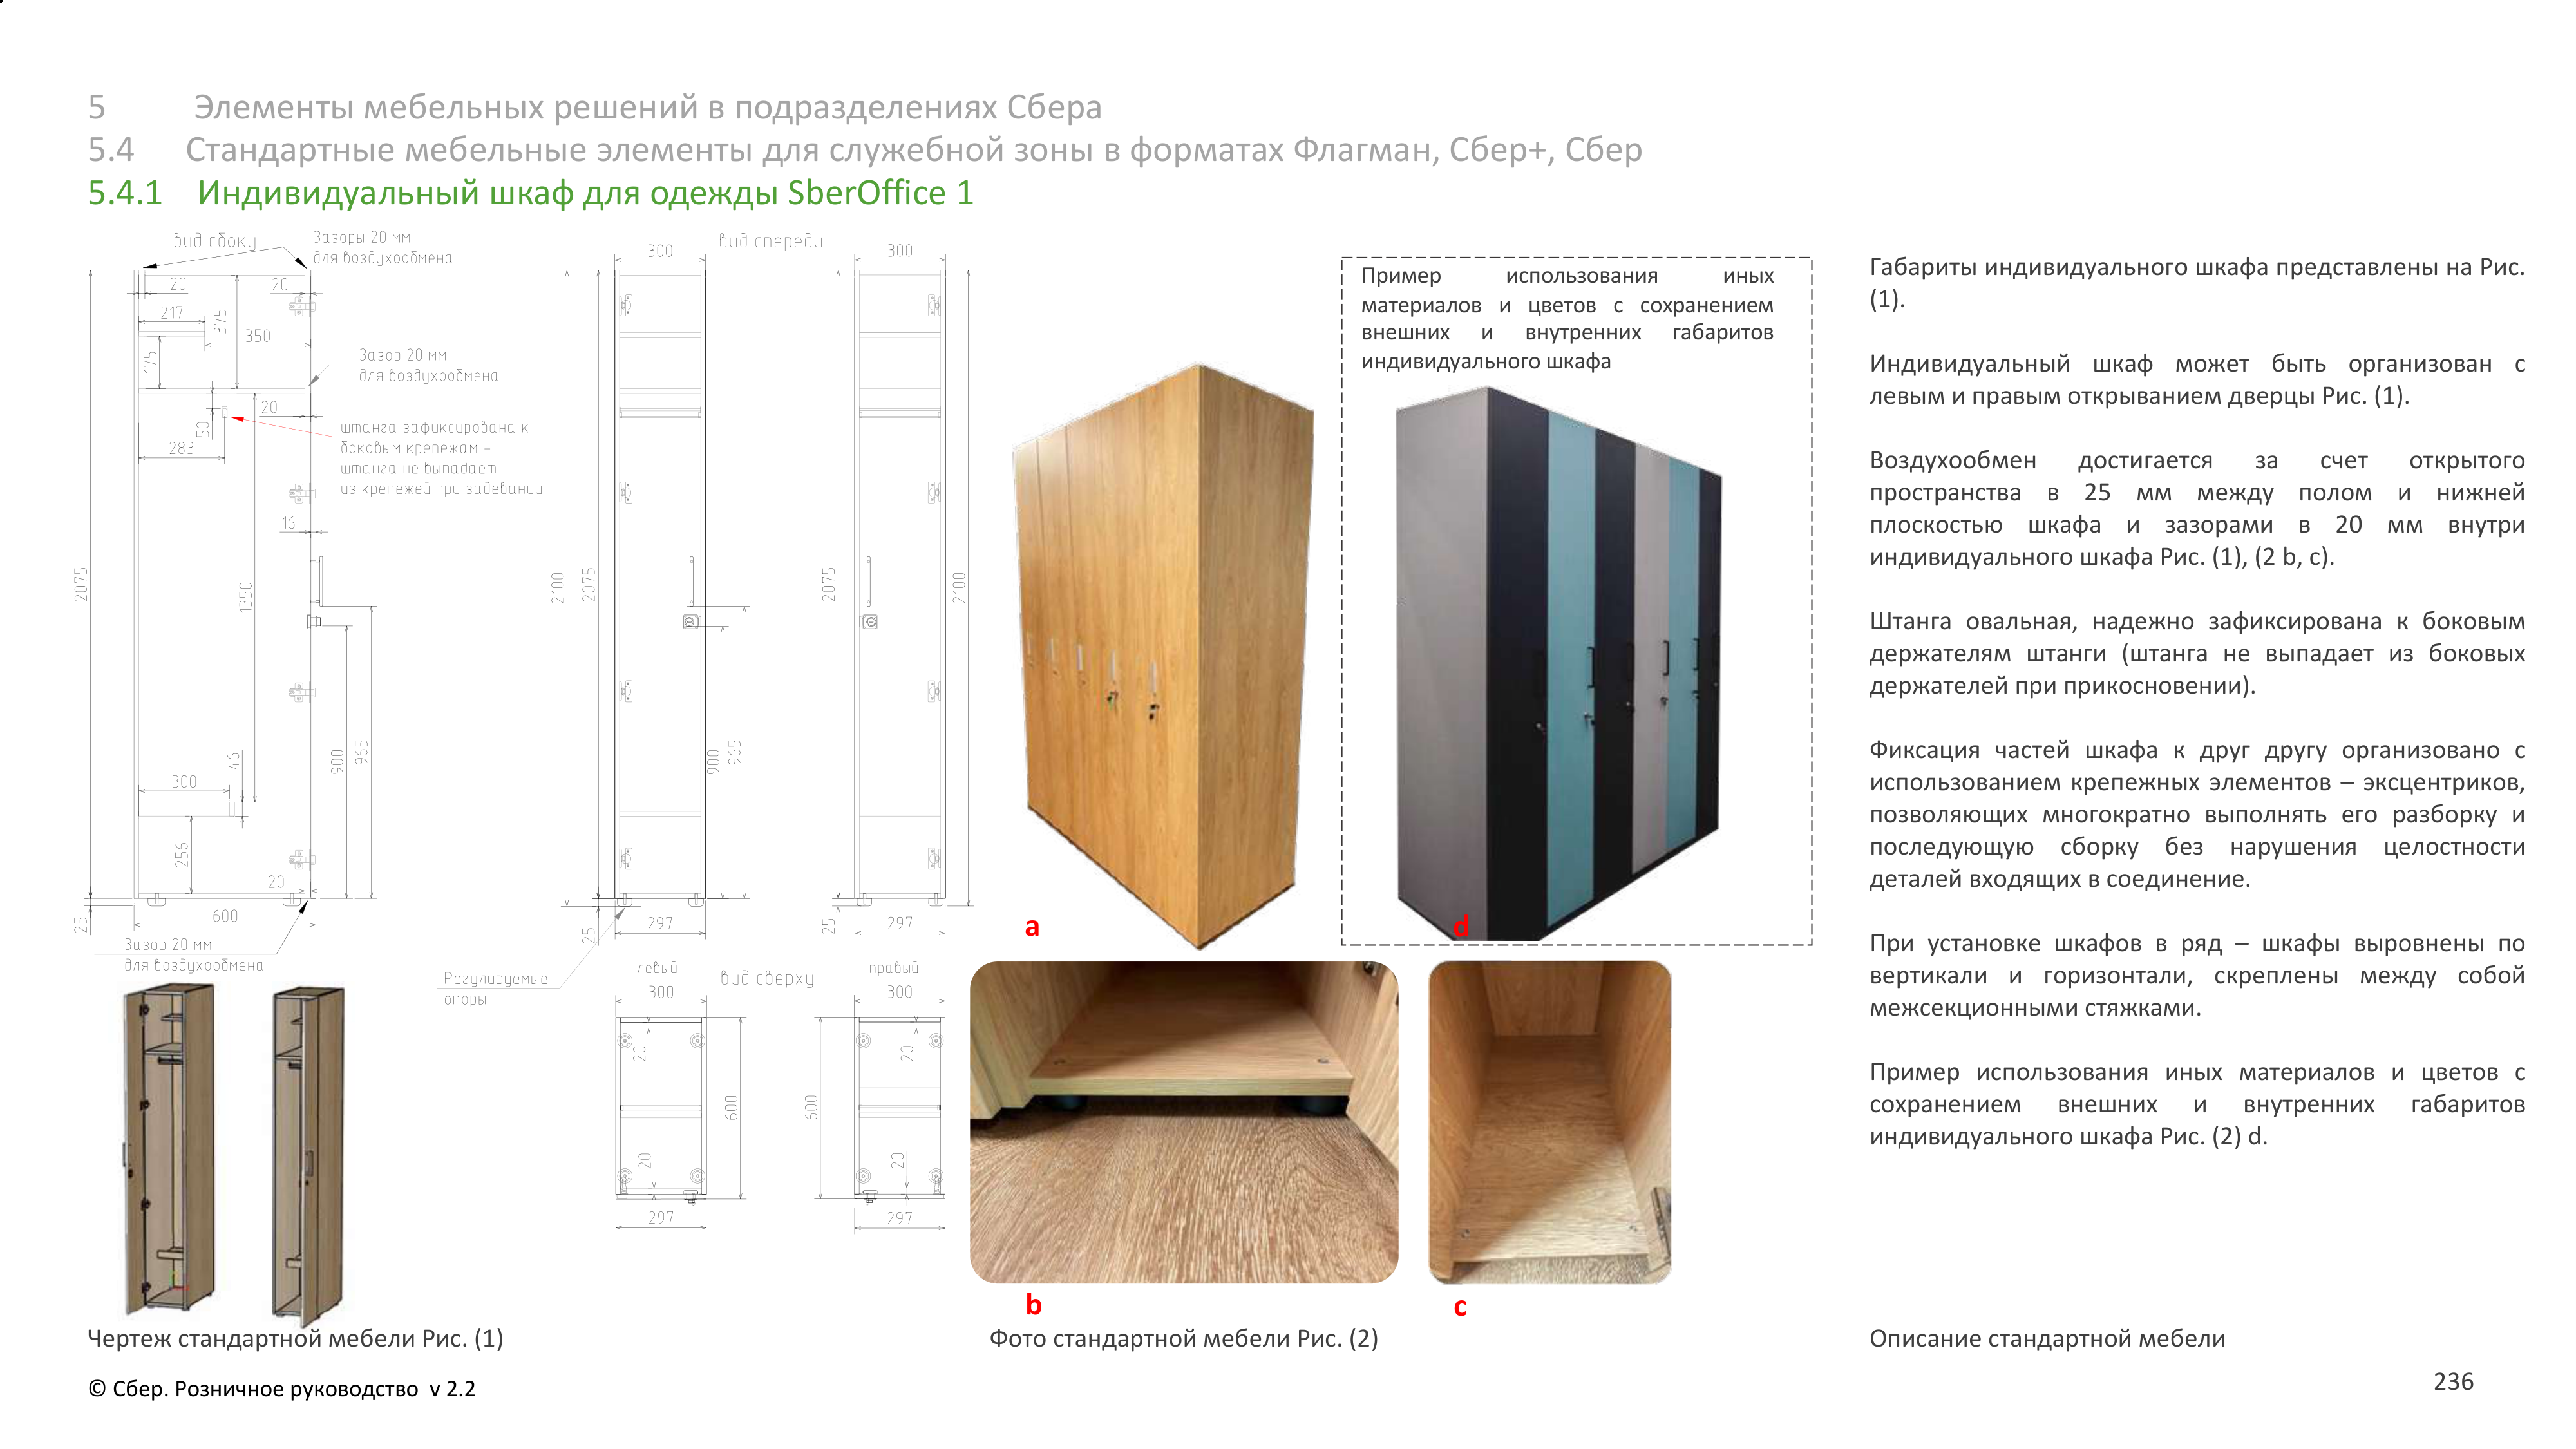 5 Элементы мебельных решений в подразделениях Сбера
5.4 Стандартные мебельные элементы для служебной зоны в форматах Флагман, Сбер+, Сбер
5.4.1 Индивидуальный шкаф для одежды SberOffice 1
вид сбоку
Зазоры 20 мм
для воздухообмена
20
20
217
375
350
175
Зазор 20 мм
для воздухообмена
20
50
283
штанга зафиксирована к
боковым крепежам –
штанга не выпадает
из крепежей при задевании
16
2075
1350
46
300
900
965
256
20
25
600
Зазор 20 мм
для воздухообмена
вид спереди
300
300
2100
2075
2075
2100
900
965
25
297
25
297
Регулируемые
опоры
левый
вид сверху
правый
300
300
20
20
600
600
20
20
297
297
Чертеж стандартной мебели Рис. (1)
Пример использования иных
материалов и цветов с сохранением
внешних и внутренних габаритов
индивидуального шкафа
a
d
b
c
Фото стандартной мебели Рис. (2)
Габариты индивидуального шкафа представлены на Рис.
(1).
Индивидуальный шкаф может быть организован с
левым и правым открыванием дверцы Рис. (1).
Воздухообмен достигается за счет открытого
пространства в 25 мм между полом и нижней
плоскостью шкафа и зазорами в 20 мм внутри
индивидуального шкафа Рис. (1), (2 b, c).
Штанга овальная, надежно зафиксирована к боковым
держателям штанги (штанга не выпадает из боковых
держателей при прикосновении).
Фиксация частей шкафа к друг другу организовано с
использованием крепежных элементов – эксцентриков,
позволяющих многократно выполнять его разборку и
последующую сборку без нарушения целостности
деталей входящих в соединение.
При установке шкафов в ряд – шкафы выровнены по
вертикали и горизонтали, скреплены между собой
межсекционными стяжками.
Пример использования иных материалов и цветов с
сохранением внешних и внутренних габаритов
индивидуального шкафа Рис. (2) d.
Описание стандартной мебели
© Сбер. Розничное руководство v 2.2
236